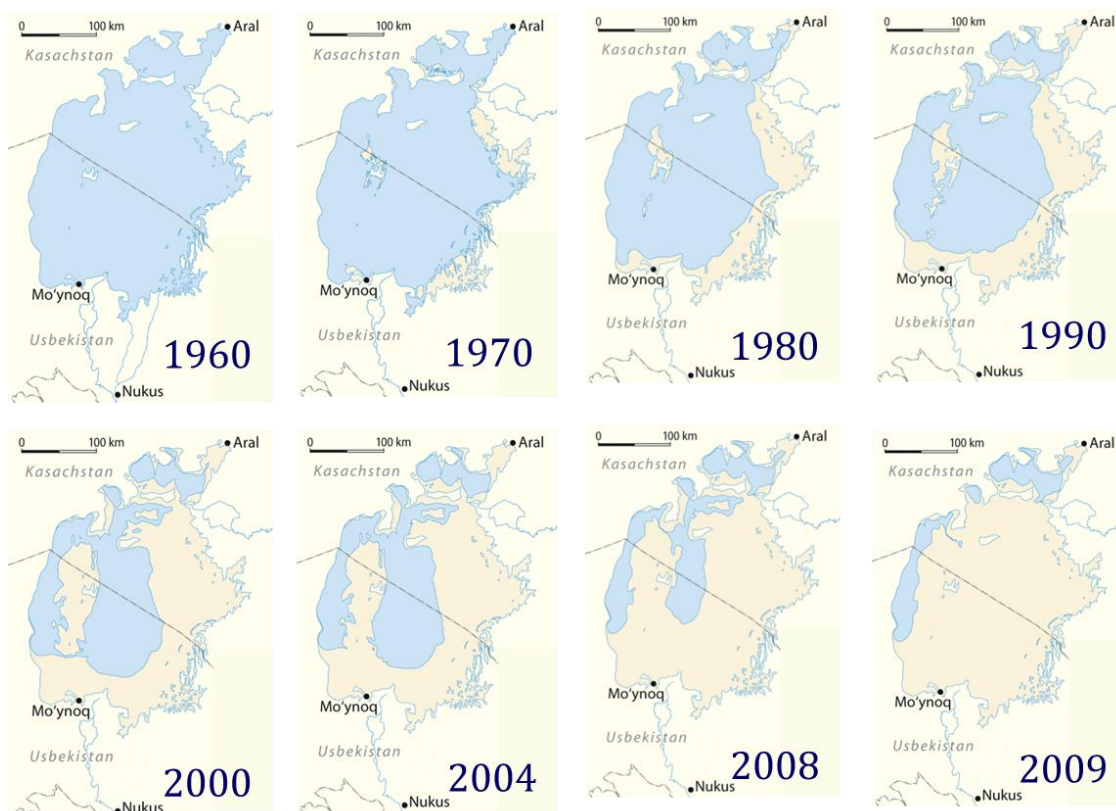 0 100 km
Aral
Kasachstan
Mo'ynoq
Usbekistan
1960
Nukus
0 100 km
Aral
Kasachstan
Mo'ynoq
Usbekistan
1970
Nukus
0 100 km
Aral
Kasachstan
Mo'ynoq
Usbekistan
1980
Nukus
0 100 km
Aral
Kasachstan
Mo'ynoq
Usbekistan
1990
Nukus
0 100 km
Aral
Kasachstan
Mo'ynoq
Usbekistan
2000
Nukus
0 100 km
Aral
Kasachstan
Mo'ynoq
Usbekistan
2004
Nukus
0 100 km
Aral
Kasachstan
Mo'ynoq
Usbekistan
2008
Nukus
0 100 km
Aral
Kasachstan
Mo'ynoq
Usbekistan
2009
Nukus